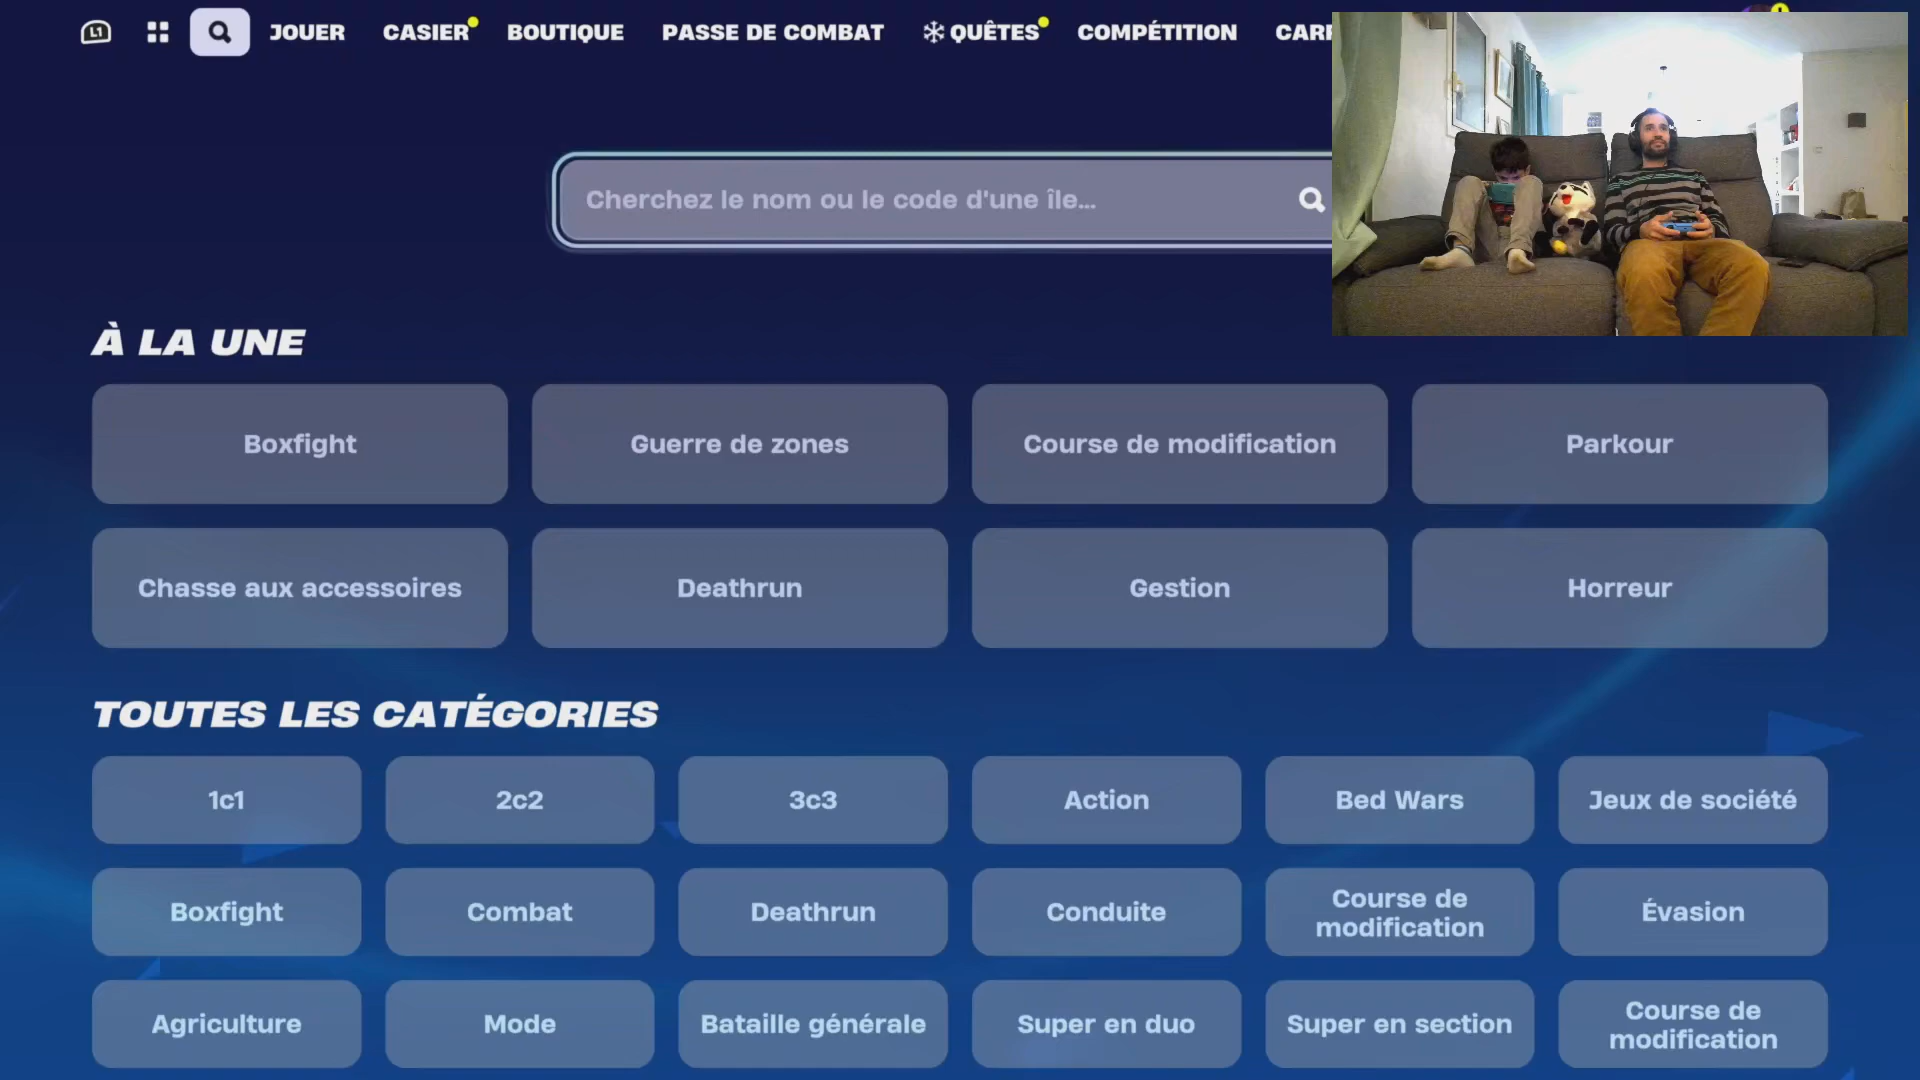 L1
JOUER
CASIER
BOUTIQUE
PASSE DE COMBAT
QUÊTES
COMPÉTITION
CARR
Cherchez le nom ou le code d'une île...
À LA UNE
Boxfight
Guerre de zones
Course de modification
Parkour
Chasse aux accessoires
Deathrun
Gestion
Horreur
TOUTES LES CATÉGORIES
1c1
2c2
3c3
Action
Bed Wars
Jeux de société
Boxfight
Combat
Deathrun
Conduite
Course de
modification
Évasion
Agriculture
Mode
Bataille générale
Super en duo
Super en section
Course de
modification